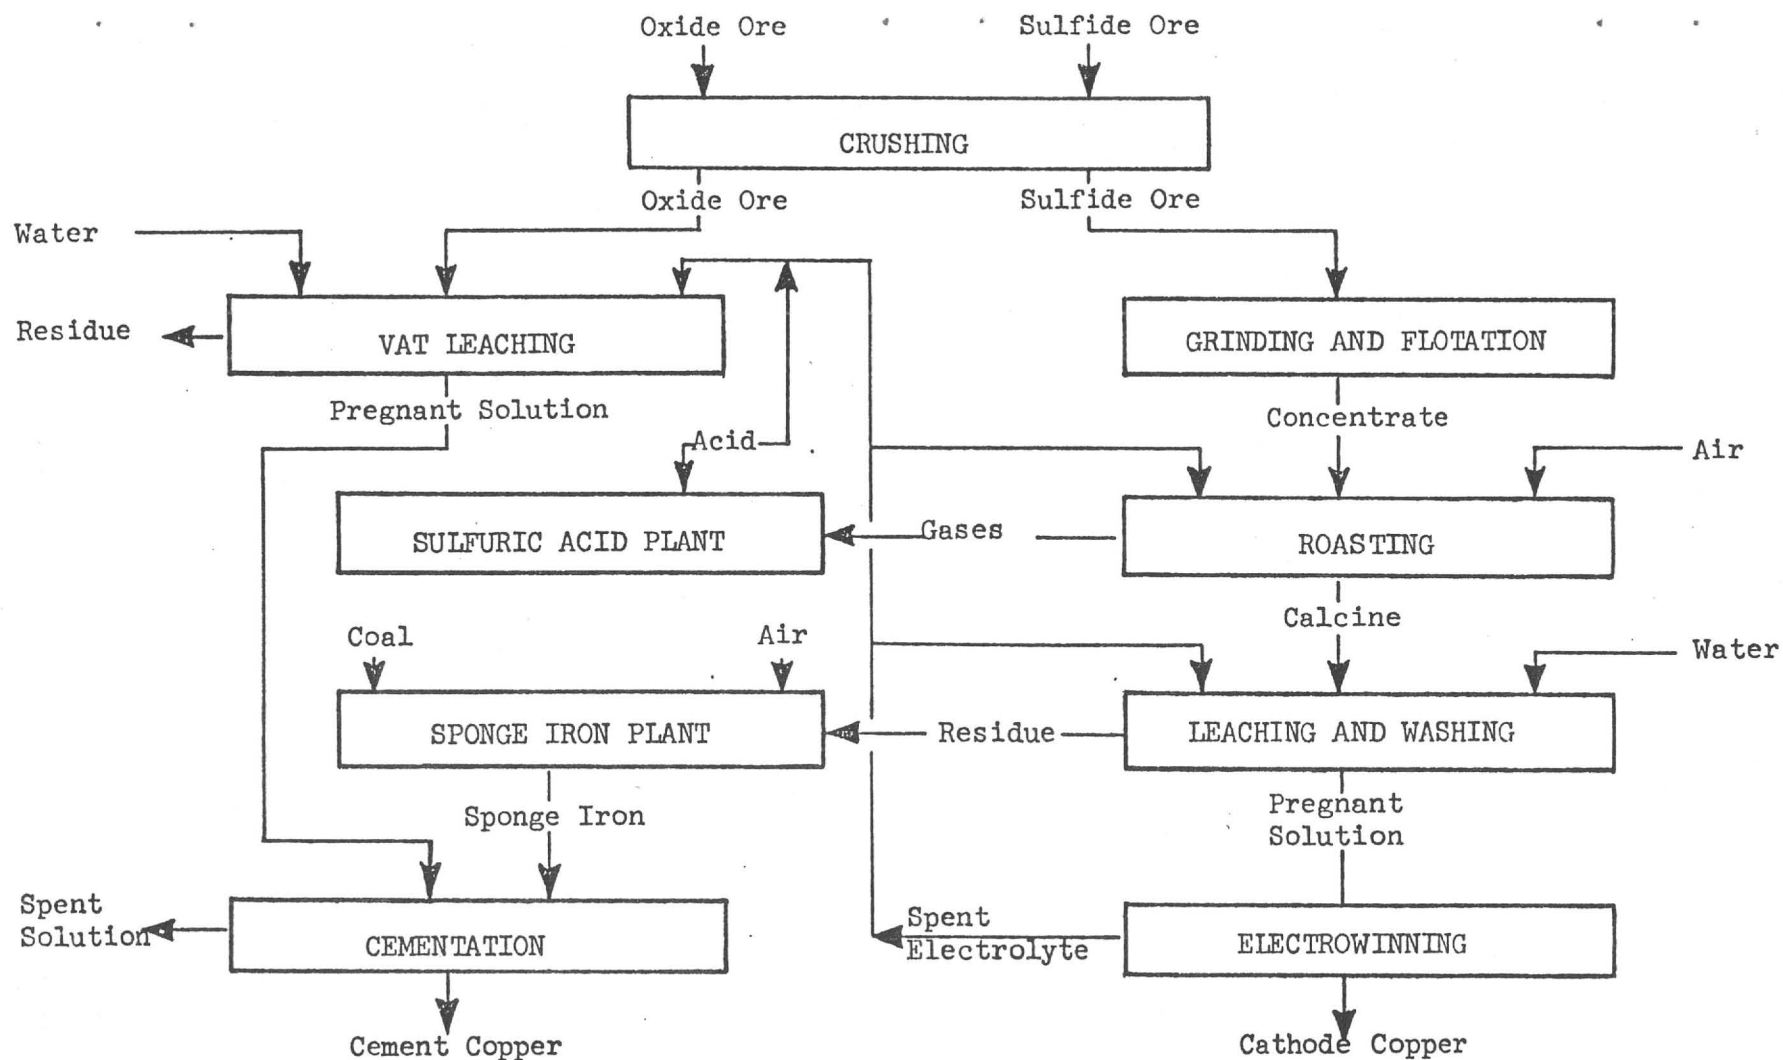 Oxide Ore
Sulfide Ore
CRUSHING
Oxide Ore
Sulfide Ore
Water
Residue
VAT LEACHING
GRINDING AND FLOTATION
Pregnant Solution
Concentrate
Acid
Air
SULFURIC ACID PLANT
Gases
ROASTING
Calcine
Coal
Air
Water
SPONGE IRON PLANT
Residue
LEACHING AND WASHING
Sponge Iron
Pregnant
Solution
Spent
Solution
CEMENTATION
Spent
Electrolyte
ELECTROWINNING
Cement Copper
Cathode Copper